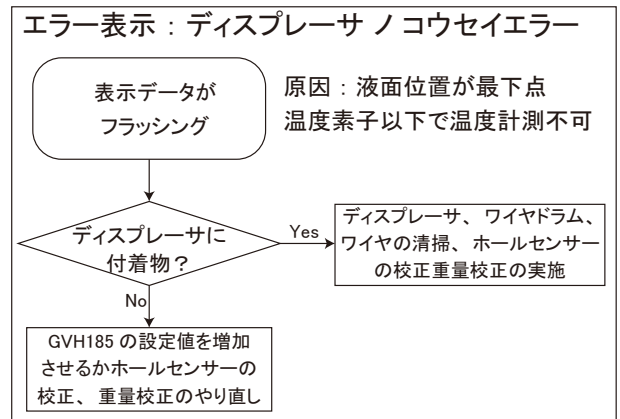 エラー表示：ディスプレーサ ノ コウセイエラー
表示データが
フラッシング
原因：液面位置が最下点
温度素子以下で温度計測不可
ディスプレーサに
付着物？
Yes
ディスプレーサ、ワイヤドラム、
ワイヤの清掃、ホールセンサー
の校正重量校正の実施
No
GVH185の設定値を増加
させるかホールセンサーの
校正、重量校正のやり直し